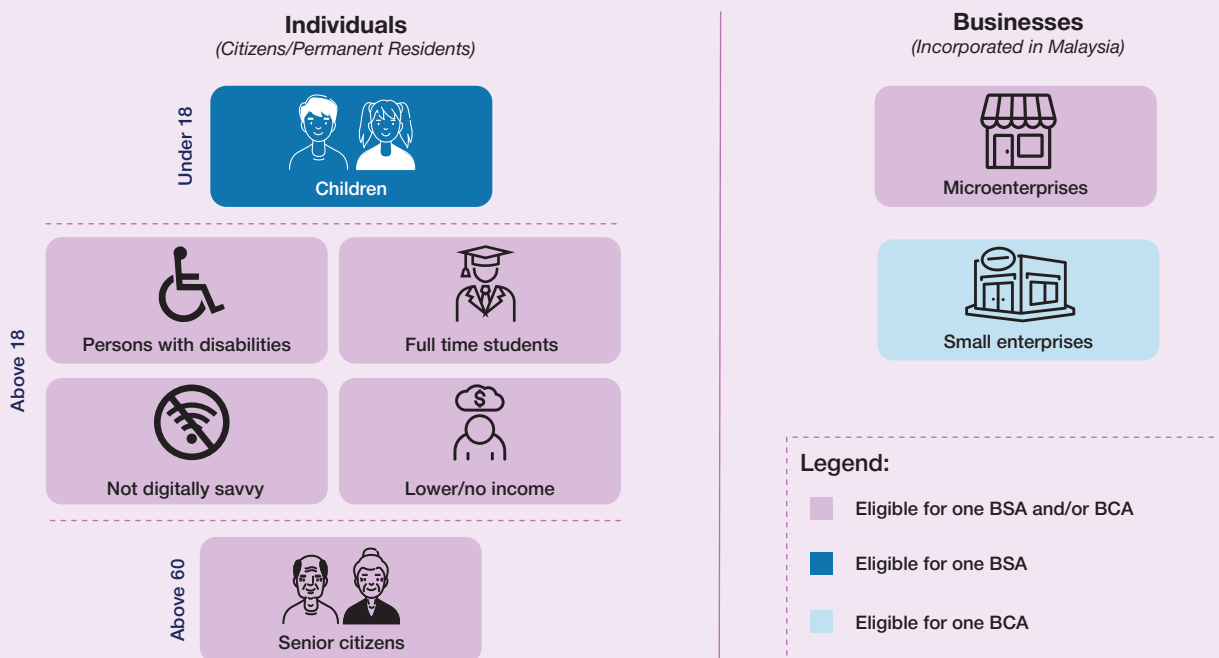 Individuals
(Citizens/Permanent Residents)
Under 18
Children
Above 18
Persons with disabilities
Full time students
Not digitally savvy
$
Lower/no income
Above 60
Senior citizens
Businesses
(Incorporated in Malaysia)
Microenterprises
Small enterprises
Legend:
Eligible for one BSA and/or BCA
Eligible for one BSA
Eligible for one BCA